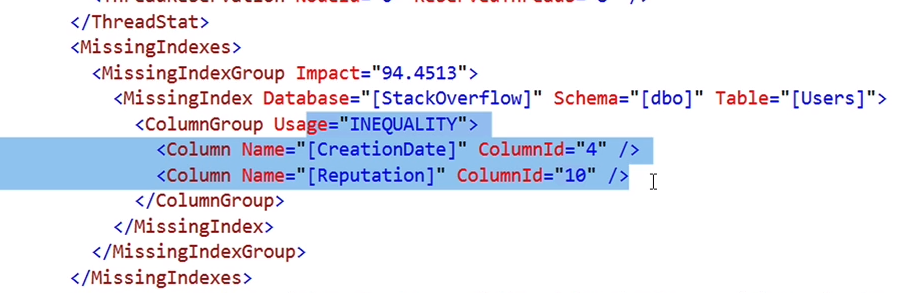 </ThreadStat>
<MissingIndexes>
<MissingIndexGroup Impact="94.4513">
<MissingIndex Database="[StackOverflow]" Schema="[dbo]" Table="[Users]">
<ColumnGroup Usage="INEQUALITY">
<Column Name="[CreationDate]" ColumnId="4" />
<Column Name="[Reputation]" ColumnId="10" />
</ColumnGroup>
</MissingIndex>
</MissingIndexGroup>
</MissingIndexes>